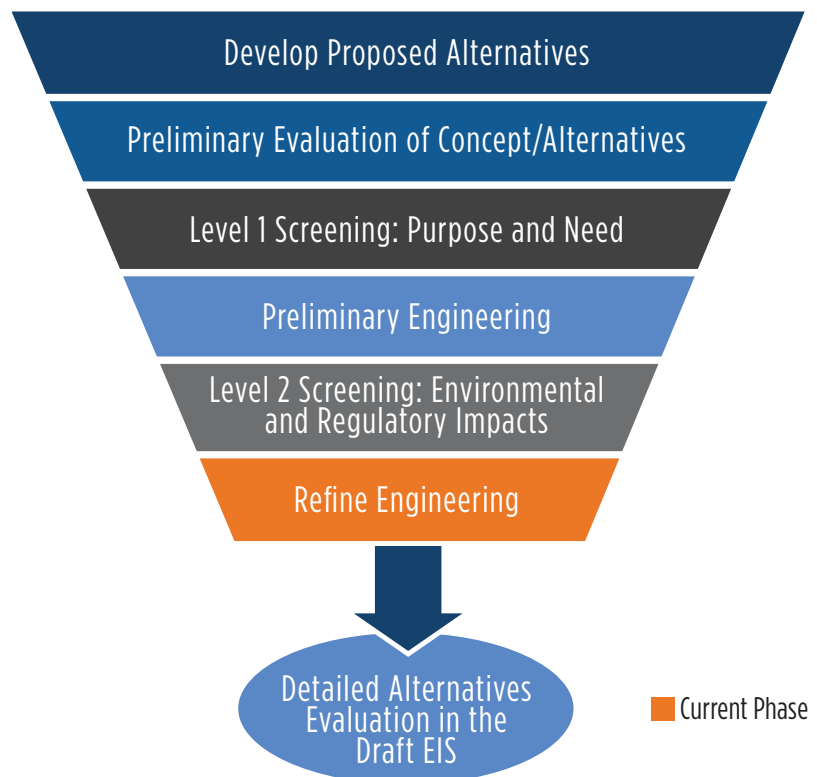 Develop Proposed Alternatives
Preliminary Evaluation of Concept/Alternatives
Level 1 Screening: Purpose and Need
Preliminary Engineering
Level 2 Screening: Environmental
and Regulatory Impacts
Refine Engineering
Detailed Alternatives
Evaluation in the
Draft EIS
Current Phase